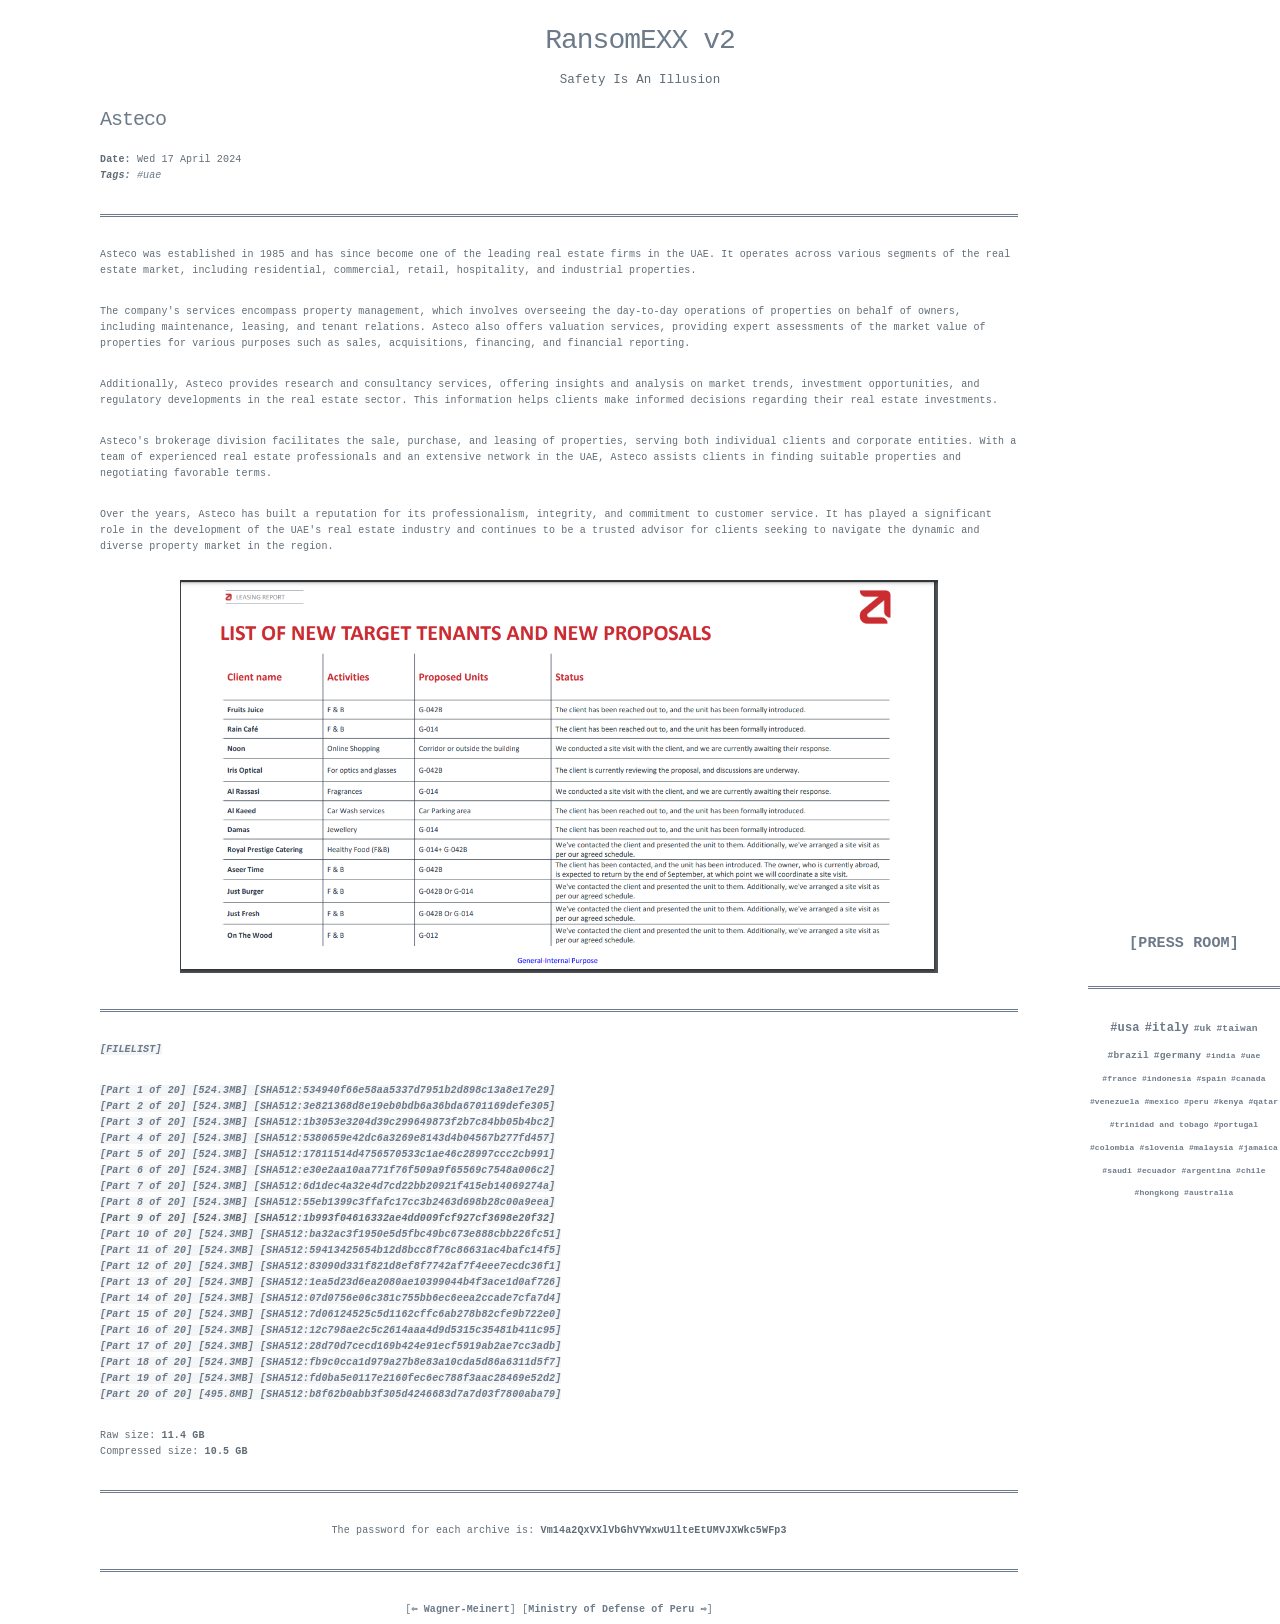 RansomEXX v2
Safety Is An Illusion
Asteco
Date: Wed 17 April 2024
Tags: #uae
Asteco was established in 1985 and has since become one of the leading real estate firms in the UAE. It operates across various segments of the real
estate market, including residential, commercial, retail, hospitality, and industrial properties.
The company's services encompass property management, which involves overseeing the day-to-day operations of properties on behalf of owners,
including maintenance, leasing, and tenant relations. Asteco also offers valuation services, providing expert assessments of the market value of
properties for various purposes such as sales, acquisitions, financing, and financial reporting.
Additionally, Asteco provides research and consultancy services, offering insights and analysis on market trends, investment opportunities, and
regulatory developments in the real estate sector. This information helps clients make informed decisions regarding their real estate investments.
Asteco's brokerage division facilitates the sale, purchase, and leasing of properties, serving both individual clients and corporate entities. With a
team of experienced real estate professionals and an extensive network in the UAE, Asteco assists clients in finding suitable properties and
negotiating favorable terms.
Over the years, Asteco has built a reputation for its professionalism, integrity, and commitment to customer service. It has played a significant
role in the development of the UAE's real estate industry and continues to be a trusted advisor for clients seeking to navigate the dynamic and
diverse property market in the region.
LEASING REPORT
LIST OF NEW TARGET TENANTS AND NEW PROPOSALS
Client name Activities Proposed Units Status
Fruits Juice F & B G-042B The client has been reached out to, and the unit has been formally introduced.
Rain Café F & B G-014 The client has been reached out to, and the unit has been formally introduced.
Noon Online Shopping Corridor or outside the building We conducted a site visit with the client, and we are currently awaiting their response.
Iris Optical For optics and glasses G-042B The client is currently reviewing the proposal, and discussions are underway.
Al Rassasi Fragrances G-014 We conducted a site visit with the client, and we are currently awaiting their response.
Al Kaeed Car Wash services Car Parking area The client has been reached out to, and the unit has been formally introduced.
Damas Jewellery G-014 The client has been reached out to, and the unit has been formally introduced.
Royal Prestige Catering Healthy Food (F&B) G-014+ G-042B We've contacted the client and presented the unit to them. Additionally, we've arranged a site visit as
per our agreed schedule.
Aseer Time F & B G-042B The client has been contacted, and the unit has been introduced. The owner, who is currently abroad,
is expected to return by the end of September, at which point we will coordinate a site visit.
Just Burger F & B G-042B Or G-014 We've contacted the client and presented the unit to them. Additionally, we've arranged a site visit as
per our agreed schedule.
Just Fresh F & B G-042B Or G-014 We've contacted the client and presented the unit to them. Additionally, we've arranged a site visit as
per our agreed schedule.
On The Wood F & B G-012 We've contacted the client and presented the unit to them. Additionally, we've arranged a site visit as
per our agreed schedule.
General-Internal Purpose
[FILELIST]
[Part 1 of 20] [524.3MB] [SHA512:534940f66e58aa5337d7951b2d898c13a8e17e29]
[Part 2 of 20] [524.3MB] [SHA512:3e821368d8e19eb0bdb6a36bda6701169defe305]
[Part 3 of 20] [524.3MB] [SHA512:1b3053e3204d39c299649873f2b7c84bb05b4bc2]
[Part 4 of 20] [524.3MB] [SHA512:5380659e42dc6a3269e8143d4b04567b277fd457]
[Part 5 of 20] [524.3MB] [SHA512:17811514d4756570533c1ae46c28997ccc2cb991]
[Part 6 of 20] [524.3MB] [SHA512:e30e2aa10aa771f76f509a9f65569c7548a006c2]
[Part 7 of 20] [524.3MB] [SHA512:6d1dec4a32e4d7cd22bb20921f415eb14069274a]
[Part 8 of 20] [524.3MB] [SHA512:55eb1399c3ffafc17cc3b2463d698b28c00a9eea]
[Part 9 of 20] [524.3MB] [SHA512:1b993f04616332ae4dd009fcf927cf3698e20f32]
[Part 10 of 20] [524.3MB] [SHA512:ba32ac3f1950e5d5fbc49bc673e888cbb226fc51]
[Part 11 of 20] [524.3MB] [SHA512:59413425654b12d8bcc8f76c86631ac4bafc14f5]
[Part 12 of 20] [524.3MB] [SHA512:83090d331f821d8ef8f7742af7f4eee7ecdc36f1]
[Part 13 of 20] [524.3MB] [SHA512:1ea5d23d6ea2080ae10399044b4f3ace1d0af726]
[Part 14 of 20] [524.3MB] [SHA512:07d0756e06c381c755bb6ec6eea2ccade7cfa7d4]
[Part 15 of 20] [524.3MB] [SHA512:7d06124525c5d1162cffc6ab278b82cfe9b722e0]
[Part 16 of 20] [524.3MB] [SHA512:12c798ae2c5c2614aaa4d9d5315c35481b411c95]
[Part 17 of 20] [524.3MB] [SHA512:28d70d7cecd169b424e91ecf5919ab2ae7cc3adb]
[Part 18 of 20] [524.3MB] [SHA512:fb9c0cca1d979a27b8e83a10cda5d86a6311d5f7]
[Part 19 of 20] [524.3MB] [SHA512:fd0ba5e0117e2160fec6ec788f3aac28469e52d2]
[Part 20 of 20] [495.8MB] [SHA512:b8f62b0abb3f305d4246683d7a7d03f7800aba79]
Raw size: 11.4 GB
Compressed size: 10.5 GB
The password for each archive is: Vm14a2QxVXlVbGhVYWxwU1lteEtUMVJXWkc5WFp3
[⇐ Wagner-Meinert] [Ministry of Defense of Peru ⇒]
[PRESS ROOM]
#usa #italy #uk #taiwan
#brazil #germany #india #uae
#france #indonesia #spain #canada
#venezuela #mexico #peru #kenya #qatar
#trinidad and tobago #portugal
#colombia #slovenia #malaysia #jamaica
#saudi #ecuador #argentina #chile
#hongkong #australia